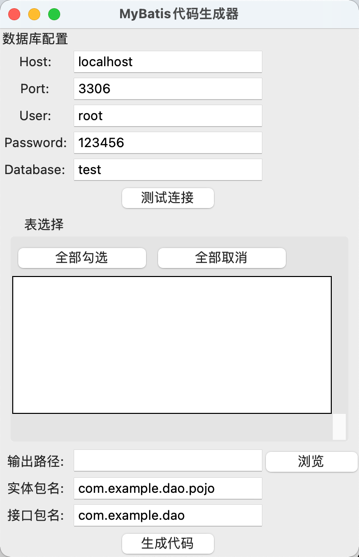 MyBatis代码生成器
数据库配置
Host: localhost
Port: 3306
User: root
Password: 123456
Database: test
测试连接
表选择
全部勾选 全部取消
输出路径: 浏览
实体包名: com.example.dao.pojo
接口包名: com.example.dao
生成代码